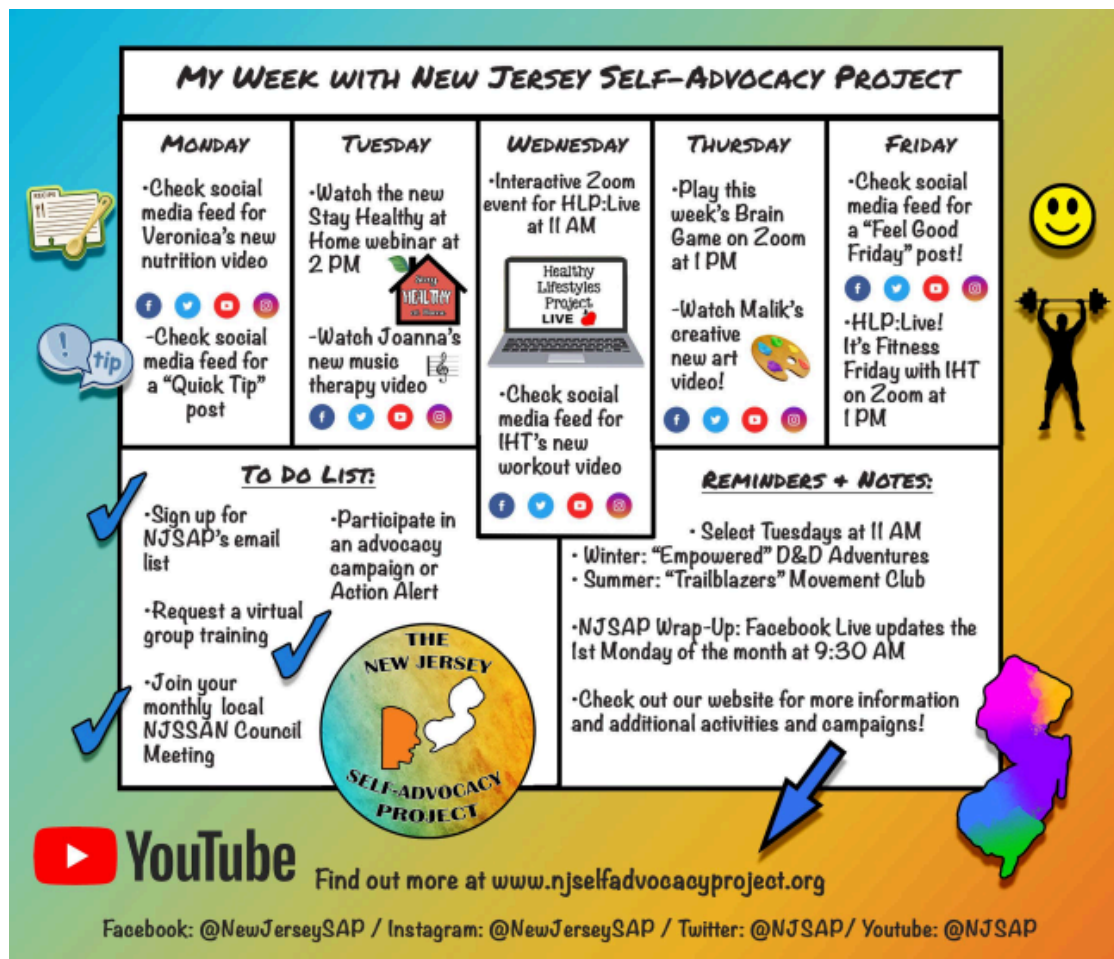 MY WEEK WITH NEW JERSEY SELF-ADVOCACY PROJECT
MONDAY
•Check social
media feed for
Veronica's new
nutrition video
-Check social
media feed for
a "Quick Tip"
post
TUESDAY
•Watch the new
Stay Healthy at
Home webinar at
2 PM
Stay
HEALTHY
at Home
-Watch Joanna's
new music
therapy video
WEDNESDAY
•Interactive Zoom
event for HLP:Live
at 11 AM
Healthy
Lifestyles
Project
LIVE
•Check social
media feed for
IHT's new
workout video
THURSDAY
•Play this
week's Brain
Game on Zoom
at 1 PM
-Watch Malik's
creative
new art
video!
FRIDAY
•Check social
media feed for
a "Feel Good
Friday" post!
•HLP:Live!
It's Fitness
Friday with IHT
on Zoom at
1 PM
RECIPE
!
tip
TO DO LIST:
•Sign up for
NJSAP's email
list
•Request a virtual
group training
•Join your
monthly local
NJSSAN Council
Meeting
•Participate in
an advocacy
campaign or
Action Alert
THE
NEW JERSEY
SELF-ADVOCACY
PROJECT
REMINDERS + NOTES:
• Select Tuesdays at 11 AM
• Winter: "Empowered" D&D Adventures
• Summer: "Trailblazers" Movement Club
•NJSAP Wrap-Up: Facebook Live updates the
1st Monday of the month at 9:30 AM
•Check out our website for more information
and additional activities and campaigns!
YouTube
Find out more at www.njselfadvocacyproject.org
Facebook: @NewJerseySAP / Instagram: @NewJerseySAP / Twitter: @NJSAP/ Youtube: @NJSAP